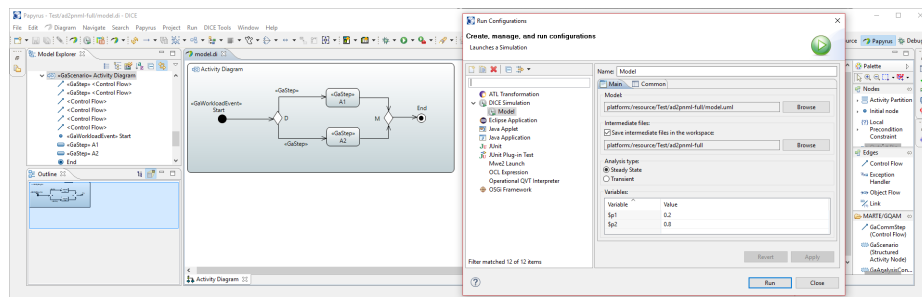 Papyrus - Test/ad2pnml-full/model.di - DICE
File Edit Diagram Navigate Search Papyrus Project Run DICE Tools Window Help
Model Explorer
«GaScenario» Activity Diagram
«GaStep» <Control Flow>
«GaStep» <Control Flow>
<Control Flow>
<Control Flow>
<Control Flow>
<Control Flow>
«GaWorkloadEvent» Start
«GaStep» A1
«GaStep» A2
End
Outline
model.di
Activity Diagram
«GaWorkloadEvent»
Start
D
«GaStep»
«GaStep»
«GaStep»
A1
«GaStep»
A2
M
End
Activity Diagram
Run Configurations
Create, manage, and run configurations
Launches a Simulation
ATL Transformation
DICE Simulation
Model
Eclipse Application
Java Applet
Java Application
JUnit
JUnit Plug-in Test
Mwe2 Launch
OCL Expression
Operational QVT Interpreter
OSGi Framework
Filter matched 12 of 12 items
Name: Model
Main
Common
Model:
platform/resource/Test/ad2pnml-full/model.uml
Browse
Intermediate files:
Save intermediate files in the workspace:
platform/resource/Test/ad2pnml-full
Browse
Analysis type:
Steady State
Transient
Variables:
Variable Value
$p1 0.2
$p2 0.8
Revert Apply
Run Close
urce Papyrus Debug
Palette
Nodes
Activity Partition
Initial node
(?) Local
Precondition
Constraint
Edges
Control Flow
Exception
Handler
Object Flow
Link
MARTE/GQAM
GaCommStep
(Control Flow)
GaScenario
(Structured
Activity Node)
GaAnalysisCon...